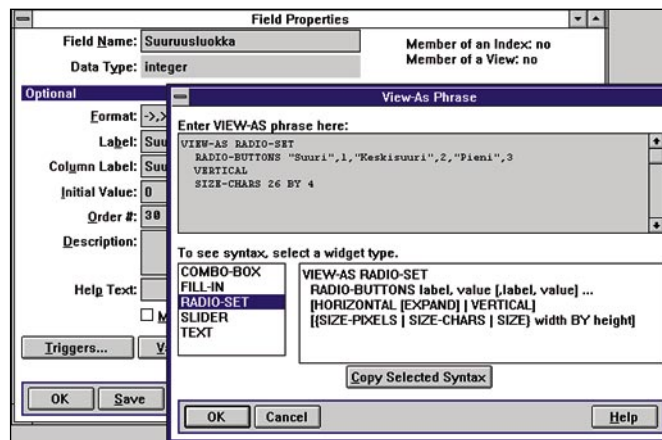 Field Properties
Field Name: Suuruusluokka
Member of an Index: no
Data Type: integer
Member of a View: no
Optional
Format: ->,>
Label: Suu
Column Label: Suu
Initial Value: 0
Order #: 30
Description:
Help Text:
M
Triggers...
V
OK
Save
View-As Phrase
Enter VIEW-AS phrase here:
VIEW-AS RADIO-SET
RADIO-BUTTONS "Suuri",1,"Keskisuuri",2,"Pieni",3
VERTICAL
SIZE-CHARS 26 BY 4
To see syntax, select a widget type.
COMBO-BOX
FILL-IN
RADIO-SET
SLIDER
TEXT
VIEW-AS RADIO-SET
RADIO-BUTTONS label, value [,label, value] ...
[HORIZONTAL [EXPAND] | VERTICAL]
[{SIZE-PIXELS | SIZE-CHARS | SIZE} width BY height]
Copy Selected Syntax
OK
Cancel
Help